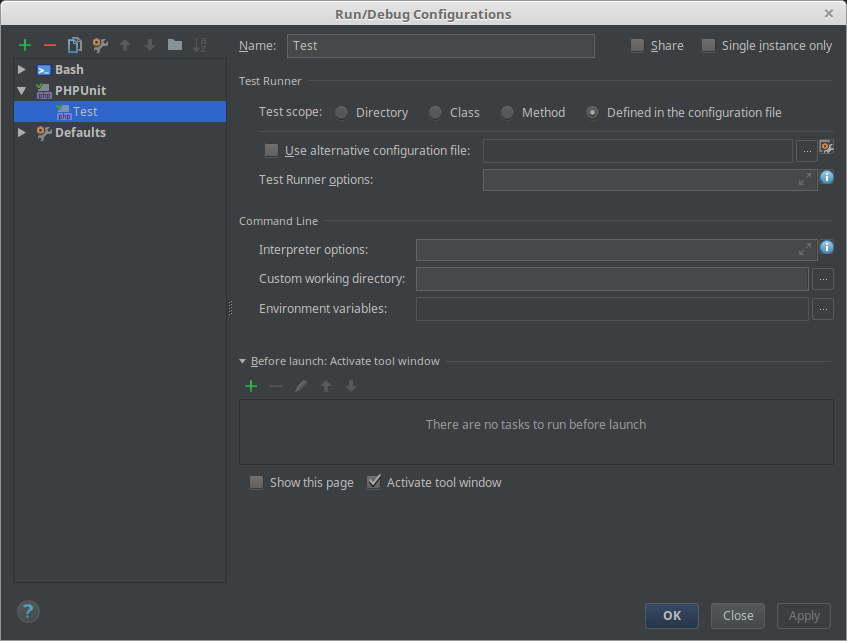 Run/Debug Configurations
Name: Test
Share
Single instance only
Bash
PHPUnit
Test
Defaults
Test Runner
Test scope: Directory Class Method Defined in the configuration file
Use alternative configuration file: ...
Test Runner options:
Command Line
Interpreter options:
Custom working directory: ...
Environment variables: ...
Before launch: Activate tool window
There are no tasks to run before launch
Show this page Activate tool window
? OK Close Apply